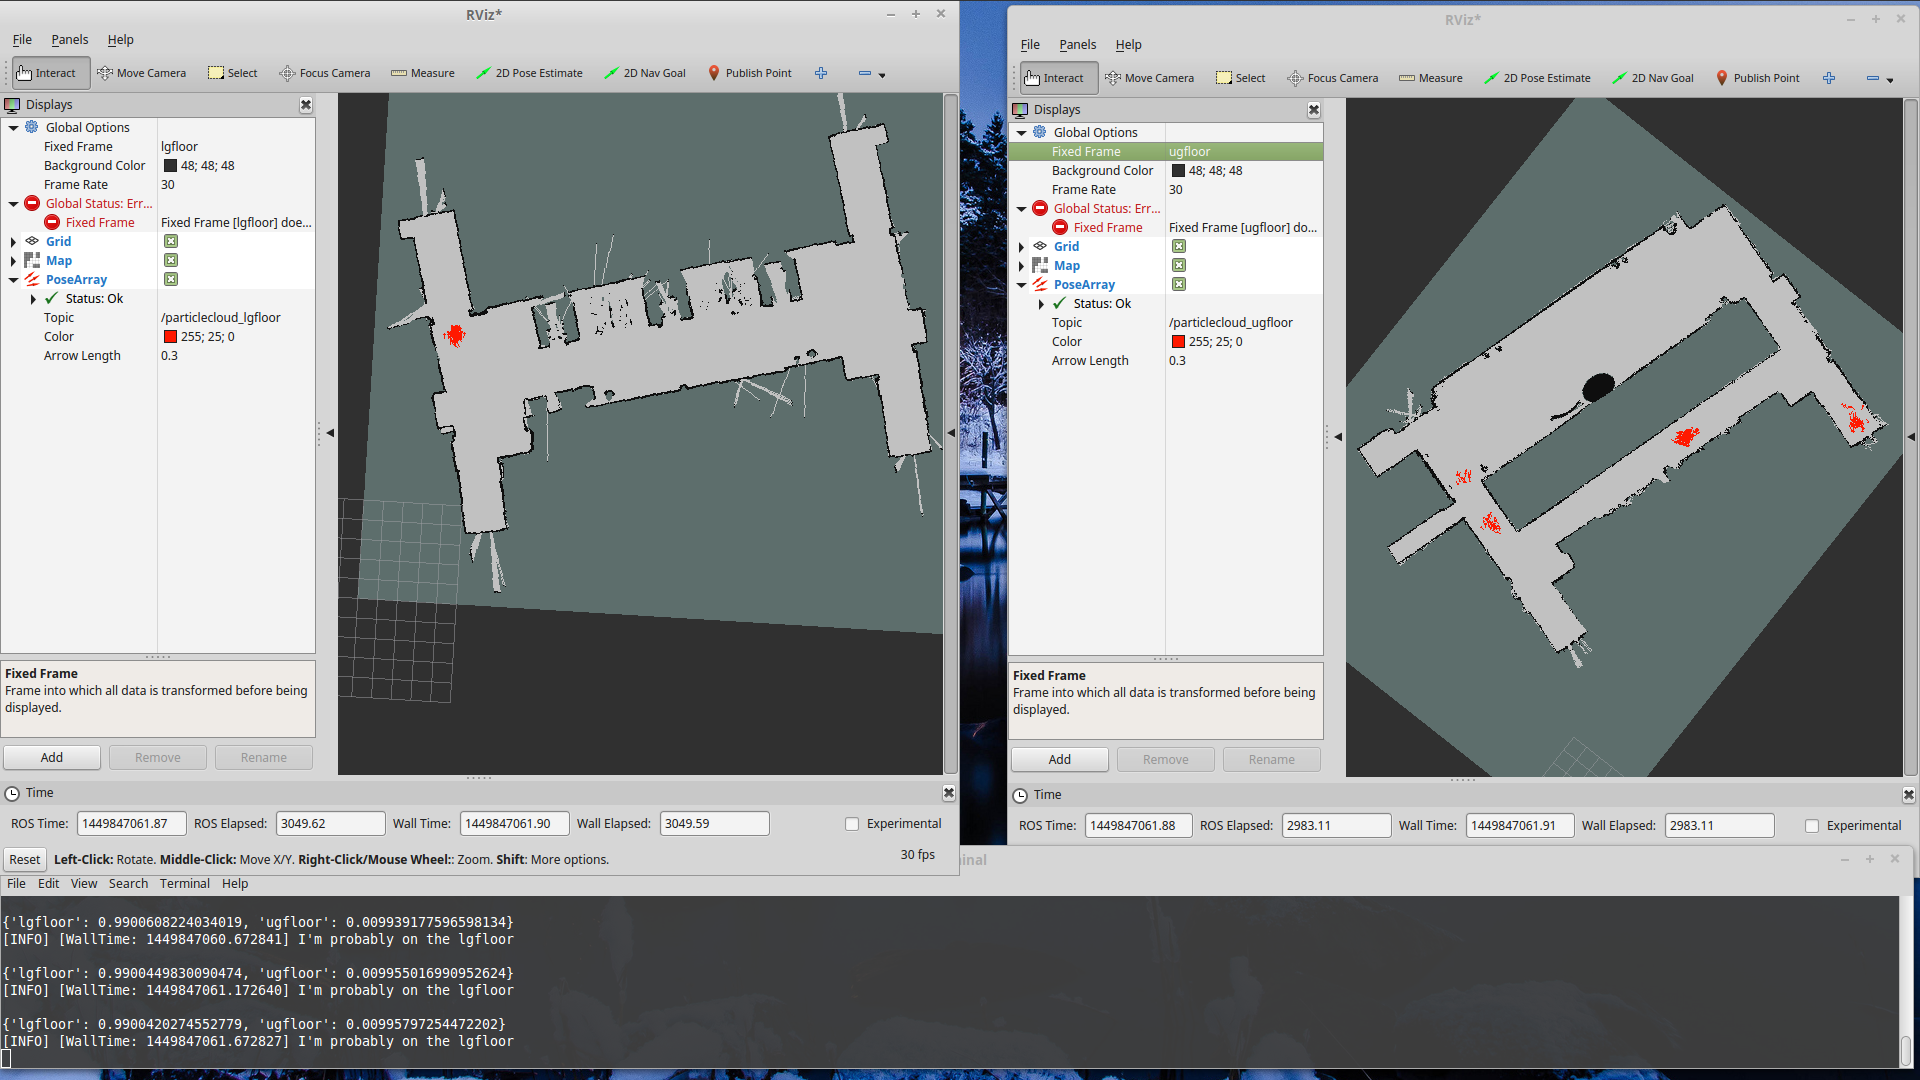 RViz*
File Panels Help
Interact Move Camera Select Focus Camera Measure 2D Pose Estimate 2D Nav Goal Publish Point
Displays
Global Options
Fixed Frame lgfloor
Background Color 48; 48; 48
Frame Rate 30
Global Status: Err...
Fixed Frame Fixed Frame [lgfloor] doe...
Grid
Map
PoseArray
Status: Ok
Topic /particlecloud_lgfloor
Color 255; 25; 0
Arrow Length 0.3
Fixed Frame
Frame into which all data is transformed before being
displayed.
Add Remove Rename
Time
ROS Time: 1449847061.87 ROS Elapsed: 3049.62 Wall Time: 1449847061.90 Wall Elapsed: 3049.59 Experimental
Reset Left-Click: Rotate. Middle-Click: Move X/Y. Right-Click/Mouse Wheel:: Zoom. Shift: More options. 30 fps
RViz*
File Panels Help
Interact Move Camera Select Focus Camera Measure 2D Pose Estimate 2D Nav Goal Publish Point
Displays
Global Options
Fixed Frame ugfloor
Background Color 48; 48; 48
Frame Rate 30
Global Status: Err...
Fixed Frame Fixed Frame [ugfloor] do...
Grid
Map
PoseArray
Status: Ok
Topic /particlecloud_ugfloor
Color 255; 25; 0
Arrow Length 0.3
Fixed Frame
Frame into which all data is transformed before being
displayed.
Add Remove Rename
Time
ROS Time: 1449847061.88 ROS Elapsed: 2983.11 Wall Time: 1449847061.91 Wall Elapsed: 2983.11 Experimental
inal
File Edit View Search Terminal Help
{'lgfloor': 0.9900608224034019, 'ugfloor': 0.009939177596598134}
[INFO] [WallTime: 1449847060.672841] I'm probably on the lgfloor
{'lgfloor': 0.9900449830090474, 'ugfloor': 0.009955016990952624}
[INFO] [WallTime: 1449847061.172640] I'm probably on the lgfloor
{'lgfloor': 0.9900420274552779, 'ugfloor': 0.00995797254472202}
[INFO] [WallTime: 1449847061.672827] I'm probably on the lgfloor